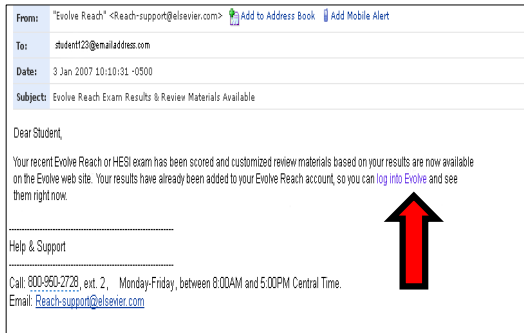 From: "Evolve Reach" <Reach-support@elsevier.com> Add to Address Book Add Mobile Alert
To: student123@emailaddress.com
Date: 3 Jan 2007 10:10:31 -0500
Subject: Evolve Reach Exam Results & Review Materials Available
Dear Student,
Your recent Evolve Reach or HESI exam has been scored and customized review materials based on your results are now available
on the Evolve web site. Your results have already been added to your Evolve Reach account, so you can log into Evolve and see
them right now.
--------------------------------------------------------
Help & Support
--------------------------------------------------------
Call: 800-950-2728, ext. 2, Monday-Friday, between 8:00AM and 5:00PM Central Time.
Email: Reach-support@elsevier.com